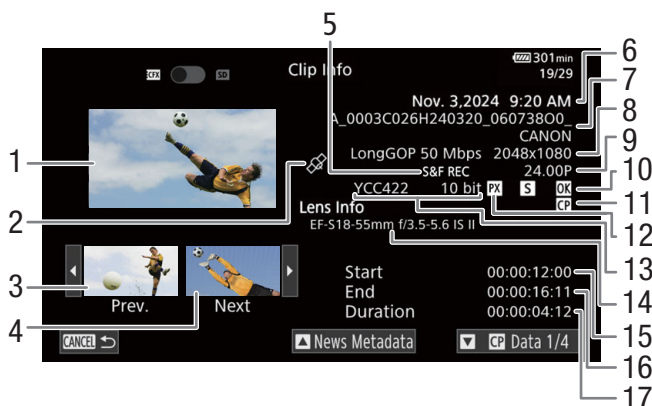 5
6
7
8
9
10
11
12
13
14
15
16
17
1
2
3
4
CFX SD
Clip Info
301min
19/29
Nov. 3,2024 9:20 AM
A_0003C026H240320_060738O0_
CANON
LongGOP 50 Mbps 2048x1080
S&F REC 24.00P
YCC422 10 bit PX S OK
CP
Lens Info
EF-S18-55mm f/3.5-5.6 IS II
Prev. Next
Start 00:00:12:00
End 00:00:16:11
Duration 00:00:04:12
CANCEL
News Metadata
CP Data 1/4